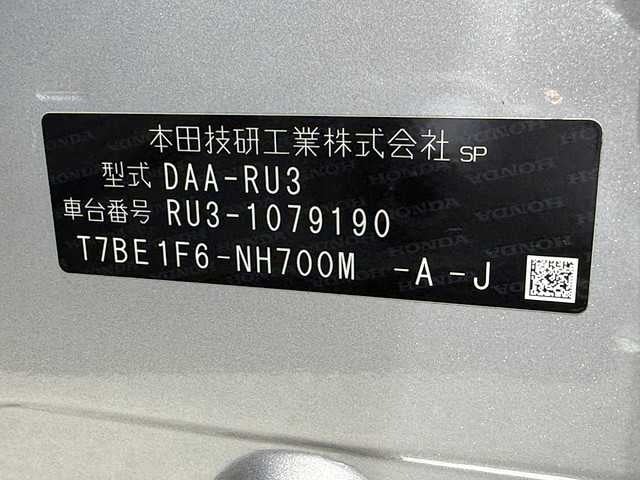 本田技研工業株式会社 SP
型式 DAA-RU3
車台番号 RU3-1079190
T7BE1F6-NH700M -A-J